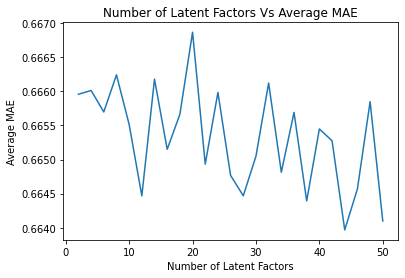 Number of Latent Factors Vs Average MAE
Average MAE
0.6670
0.6665
0.6660
0.6655
0.6650
0.6645
0.6640
0 10 20 30 40 50
Number of Latent Factors